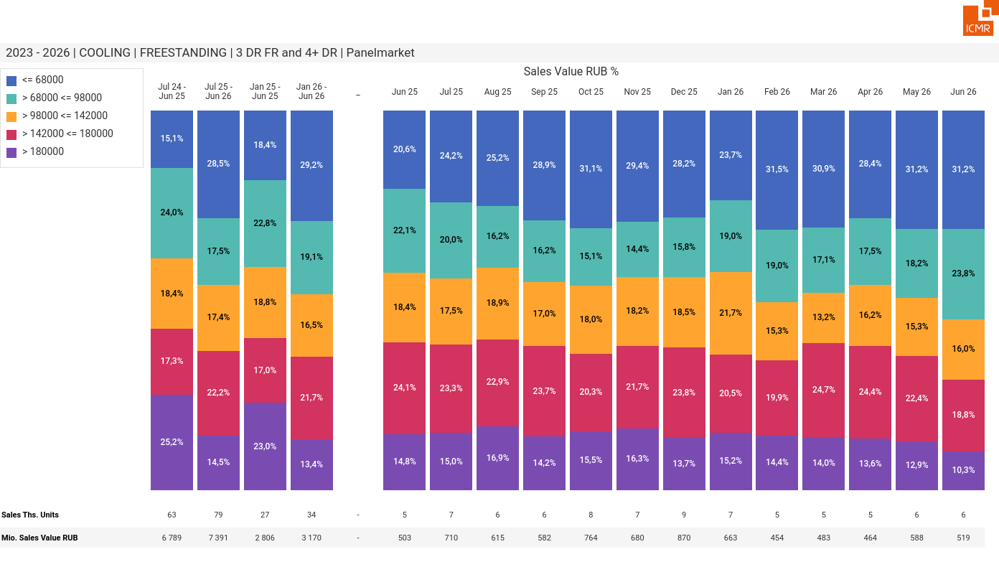 ICMR
2023 - 2026 | COOLING | FREESTANDING | 3 DR FR and 4+ DR | Panelmarket
<= 68000
> 68000 <= 98000
> 98000 <= 142000
> 142000 <= 180000
> 180000
Sales Value RUB %
Jul 24 - Jun 25 Jul 25 - Jun 26 Jan 25 - Jun 25 Jan 26 - Jun 26 – Jun 25 Jul 25 Aug 25 Sep 25 Oct 25 Nov 25 Dec 25 Jan 26 Feb 26 Mar 26 Apr 26 May 26 Jun 26
15,1% 28,5% 18,4% 29,2% 20,6% 24,2% 25,2% 28,9% 31,1% 29,4% 28,2% 23,7% 31,5% 30,9% 28,4% 31,2% 31,2%
24,0% 17,5% 22,8% 19,1% 22,1% 20,0% 16,2% 16,2% 15,1% 14,4% 15,8% 19,0% 19,0% 17,1% 17,5% 18,2% 23,8%
18,4% 17,4% 18,8% 16,5% 18,4% 17,5% 18,9% 17,0% 18,0% 18,2% 18,5% 21,7% 15,3% 13,2% 16,2% 15,3% 16,0%
17,3% 22,2% 17,0% 21,7% 24,1% 23,3% 22,9% 23,7% 20,3% 21,7% 23,8% 20,5% 19,9% 24,7% 24,4% 22,4% 18,8%
25,2% 14,5% 23,0% 13,4% 14,8% 15,0% 16,9% 14,2% 15,5% 16,3% 13,7% 15,2% 14,4% 14,0% 13,6% 12,9% 10,3%
Sales Ths. Units 63 79 27 34 - 5 7 6 6 8 7 9 7 5 5 5 6 6
Mio. Sales Value RUB 6 789 7 391 2 806 3 170 - 503 710 615 582 764 680 870 663 454 483 464 588 519